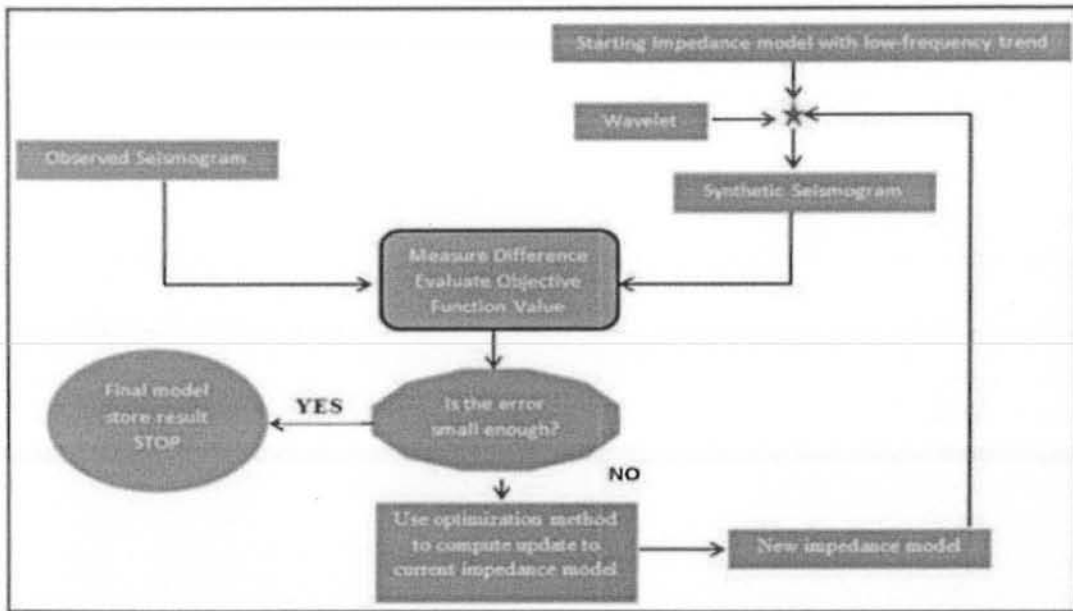 Starting impedance model with low-frequency trend
Wavelet
Observed Seismogram
Synthetic Seismogram
Measure Difference
Evaluate Objective
Function Value
Final model
store result
STOP
YES
Is the error
small enough?
NO
Use optimization method
to compute update to
current impedance model
New impedance model